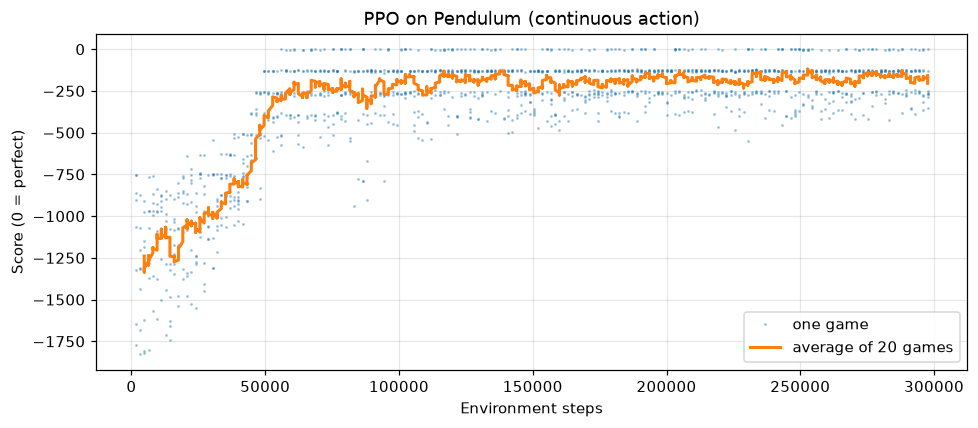 PPO on Pendulum (continuous action)
Score (0 = perfect)
0
−250
−500
−750
−1000
−1250
−1500
−1750
one game
average of 20 games
0 50000 100000 150000 200000 250000 300000
Environment steps